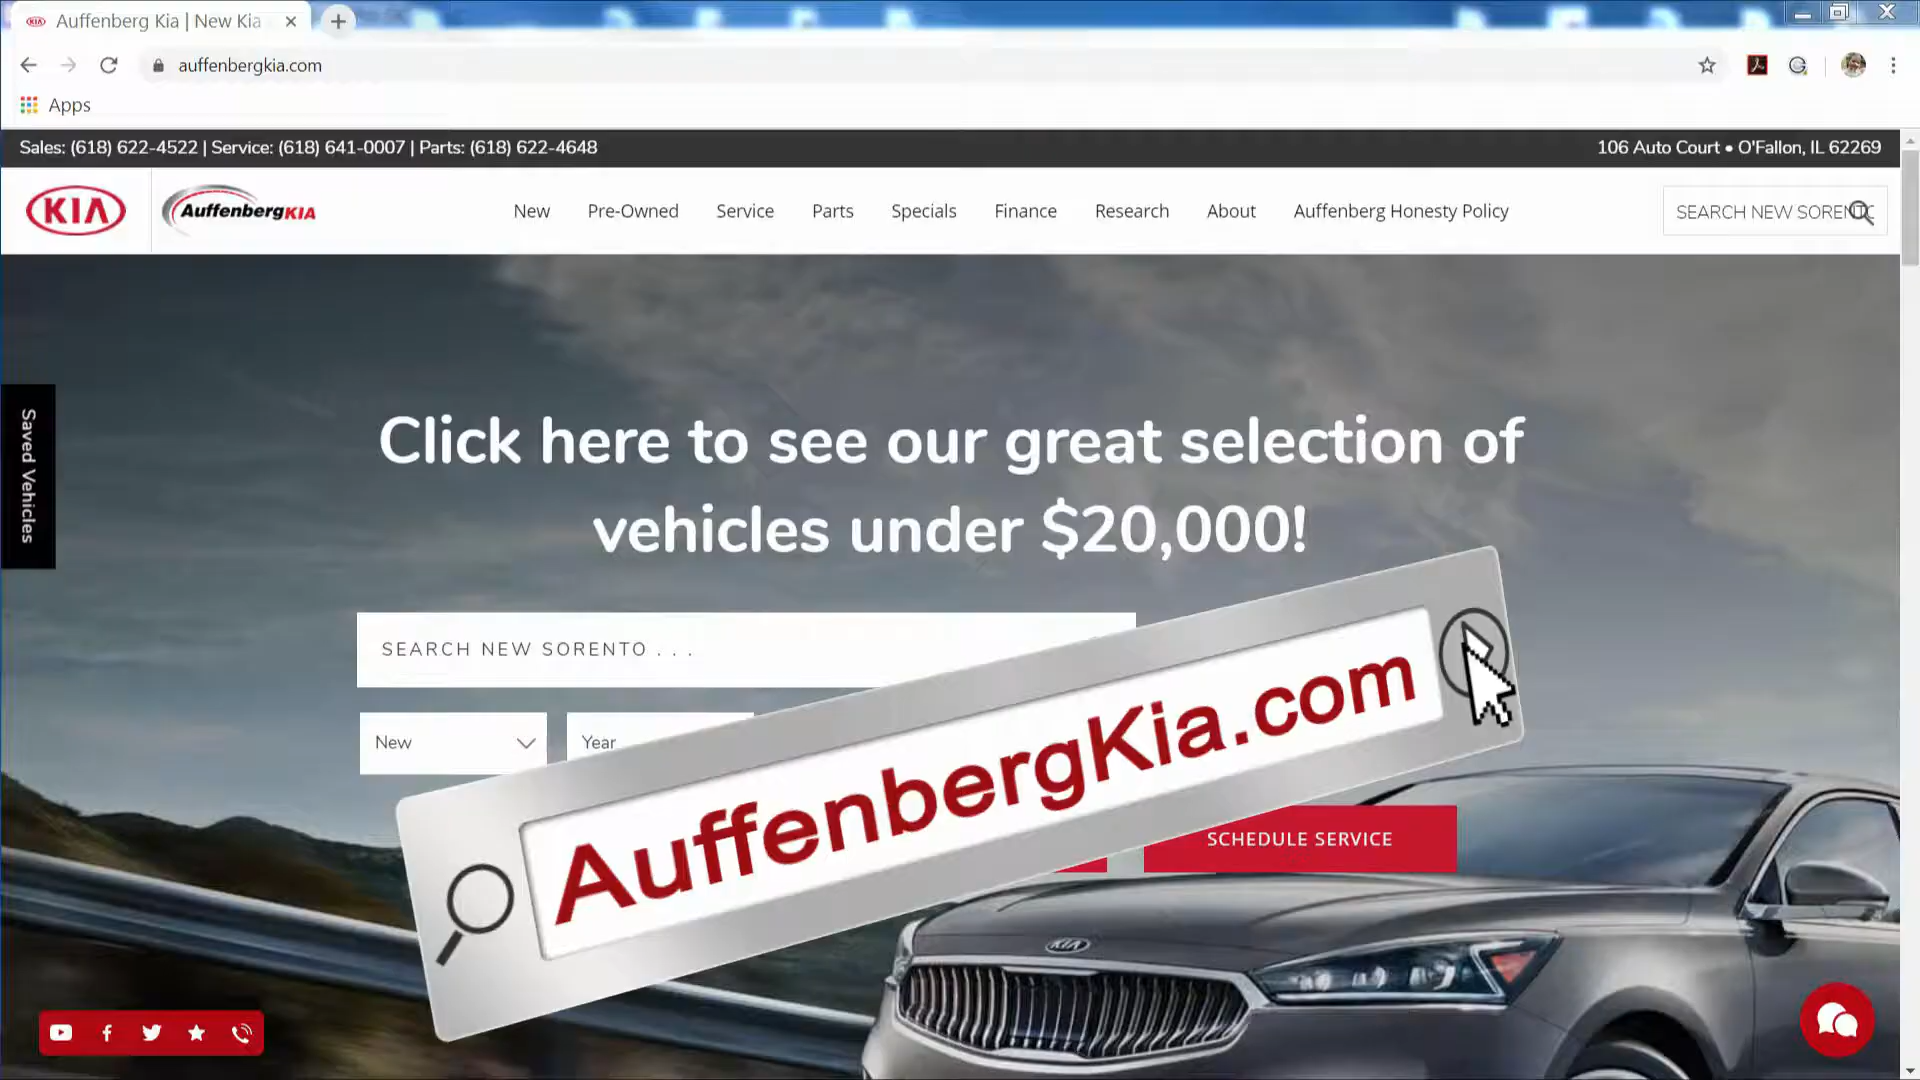 Auffenberg Kia | New Kia
auffenbergkia.com
Apps
Sales: (618) 622-4522 | Service: (618) 641-0007 | Parts: (618) 622-4648
106 Auto Court • O'Fallon, IL 62269
KIA
AuffenbergKIA
New
Pre-Owned
Service
Parts
Specials
Finance
Research
About
Auffenberg Honesty Policy
SEARCH NEW SORENTO
Saved Vehicles
Click here to see our great selection of
vehicles under $20,000!
SEARCH NEW SORENTO . . .
New
Year
AuffenbergKia.com
SCHEDULE SERVICE
KIA